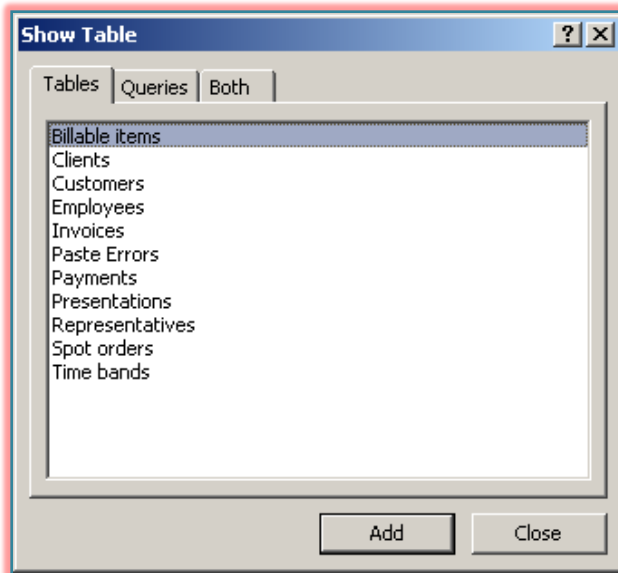 Show Table
Tables Queries Both
Billable items
Clients
Customers
Employees
Invoices
Paste Errors
Payments
Presentations
Representatives
Spot orders
Time bands
Add Close